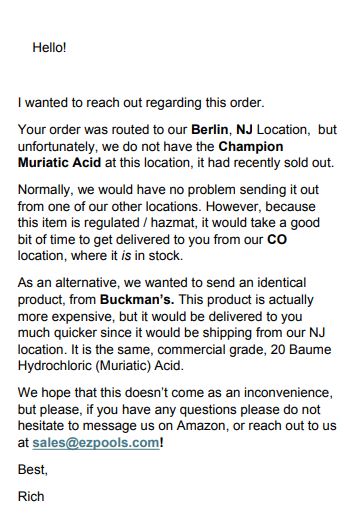 Hello!
I wanted to reach out regarding this order.
Your order was routed to our Berlin, NJ Location,  but
unfortunately, we do not have the Champion
Muriatic Acid at this location, it had recently sold out.
Normally, we would have no problem sending it out
from one of our other locations. However, because
this item is regulated / hazmat, it would take a good
bit of time to get delivered to you from our CO
location, where it is in stock.
As an alternative, we wanted to send an identical
product, from Buckman's. This product is actually
more expensive, but it would be delivered to you
much quicker since it would be shipping from our NJ
location. It is the same, commercial grade, 20 Baume
Hydrochloric (Muriatic) Acid.
We hope that this doesn't come as an inconvenience,
but please, if you have any questions please do not
hesitate to message us on Amazon, or reach out to us
at sales@ezpools.com!
Best,
Rich